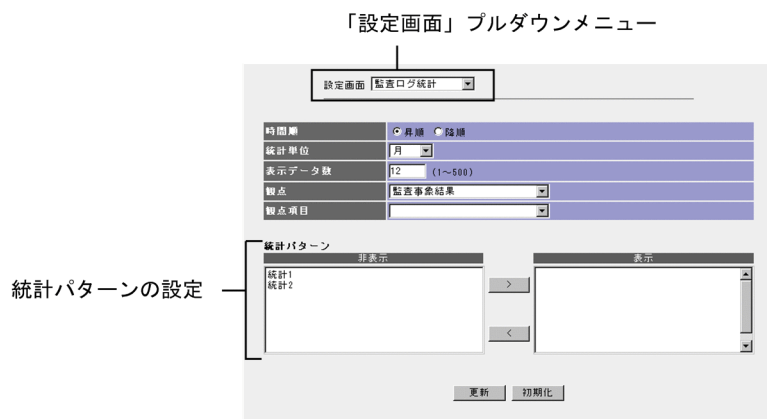 「設定画面」プルダウンメニュー
設定画面 監査ログ統計
時間順 昇順 降順
統計単位 月
表示データ数 12 (1～500)
観点 監査事象結果
観点項目
統計パターン
非表示 表示
統計1
統計2
統計パターンの設定
>
<
更新 初期化